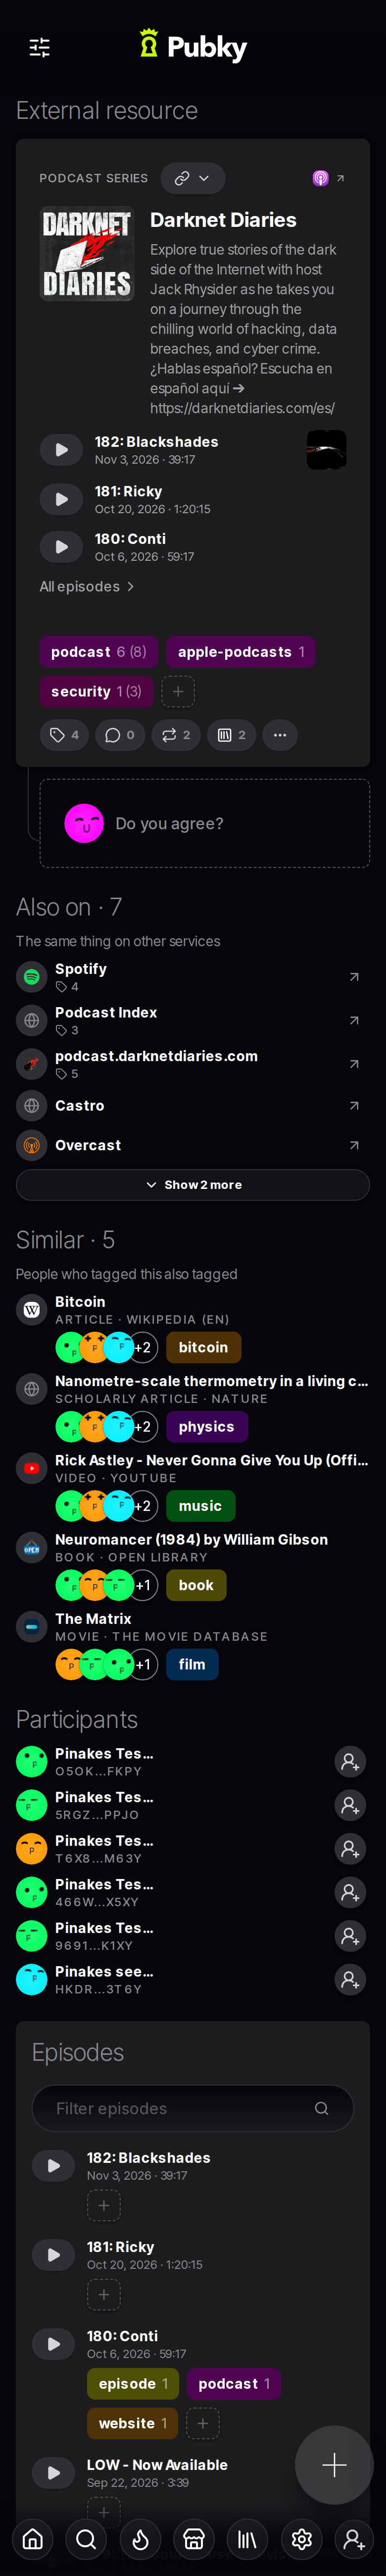 Pubky
External resource
PODCAST SERIES
DARKNET
DIARIES
Darknet Diaries
Explore true stories of the dark
side of the Internet with host
Jack Rhysider as he takes you
on a journey through the
chilling world of hacking, data
breaches, and cyber crime.
¿Hablas español? Escucha en
español aquí →
https://darknetdiaries.com/es/
182: Blackshades
Nov 3, 2026 · 39:17
181: Ricky
Oct 20, 2026 · 1:20:15
180: Conti
Oct 6, 2026 · 59:17
All episodes
podcast 6 (8)
apple-podcasts 1
security 1 (3)
4 0 2 2
Do you agree?
Also on · 7
The same thing on other services
Spotify
4
Podcast Index
3
podcast.darknetdiaries.com
5
Castro
Overcast
Show 2 more
Similar · 5
People who tagged this also tagged
Bitcoin
ARTICLE · WIKIPEDIA (EN)
+2 bitcoin
Nanometre-scale thermometry in a living c...
SCHOLARLY ARTICLE · NATURE
+2 physics
Rick Astley - Never Gonna Give You Up (Offi...
VIDEO · YOUTUBE
+2 music
Neuromancer (1984) by William Gibson
BOOK · OPEN LIBRARY
+1 book
The Matrix
MOVIE · THE MOVIE DATABASE
+1 film
Participants
Pinakes Tes...
O5OK...FKPY
Pinakes Tes...
5RGZ...PPJO
Pinakes Tes...
T6X8...M63Y
Pinakes Tes...
466W...X5XY
Pinakes Tes...
9691...K1XY
Pinakes see...
HKDR...3T6Y
Episodes
Filter episodes
182: Blackshades
Nov 3, 2026 · 39:17
181: Ricky
Oct 20, 2026 · 1:20:15
180: Conti
Oct 6, 2026 · 59:17
episode 1
podcast 1
website 1
LOW - Now Available
Sep 22, 2026 · 3:39